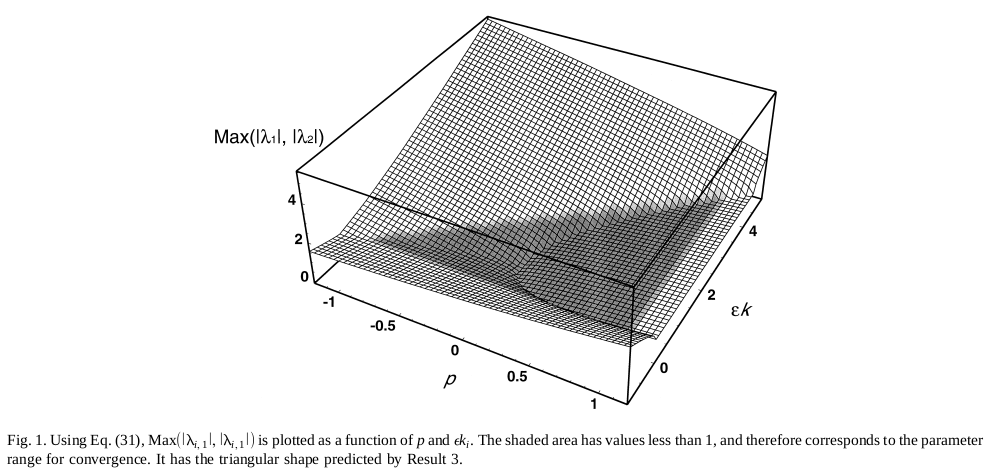 Max(|λ1|, |λ2|)
4
2
0
-1
-0.5
0
0.5
1
p
0
2
4
εk
Fig. 1. Using Eq. (31), Max(|λi, 1|, |λi,1|) is plotted as a function of p and ϵki. The shaded area has values less than 1, and therefore corresponds to the parameter
range for convergence. It has the triangular shape predicted by Result 3.